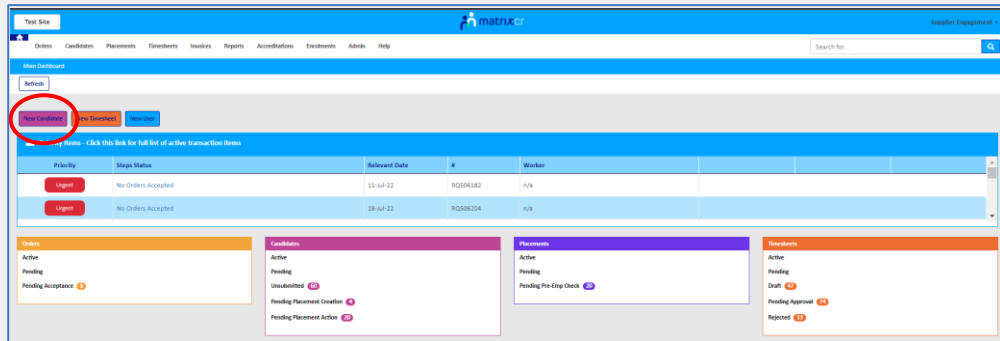 Test Site
matrixcr
Supplier Engagement
Orders Candidates Placements Timesheets Invoices Reports Accreditations Enrolments Admin Help
Search for...
Main Dashboard
Refresh
New Candidate New Timesheet New User
Items - Click this link for full list of active transaction items
Priority Steps Status Relevant Date # Worker
Urgent No Orders Accepted 11-Jul-22 RQ506182 n/a
Urgent No Orders Accepted 18-Jul-22 RQ506204 n/a
Orders
Active
Pending
Pending Acceptance 3
Candidates
Active
Pending
Unsubmitted 60
Pending Placement Creation 4
Pending Placement Action 20
Placements
Active
Pending
Pending Pre-Emp Check 20
Timesheets
Active
Pending
Draft 47
Pending Approval 74
Rejected 13